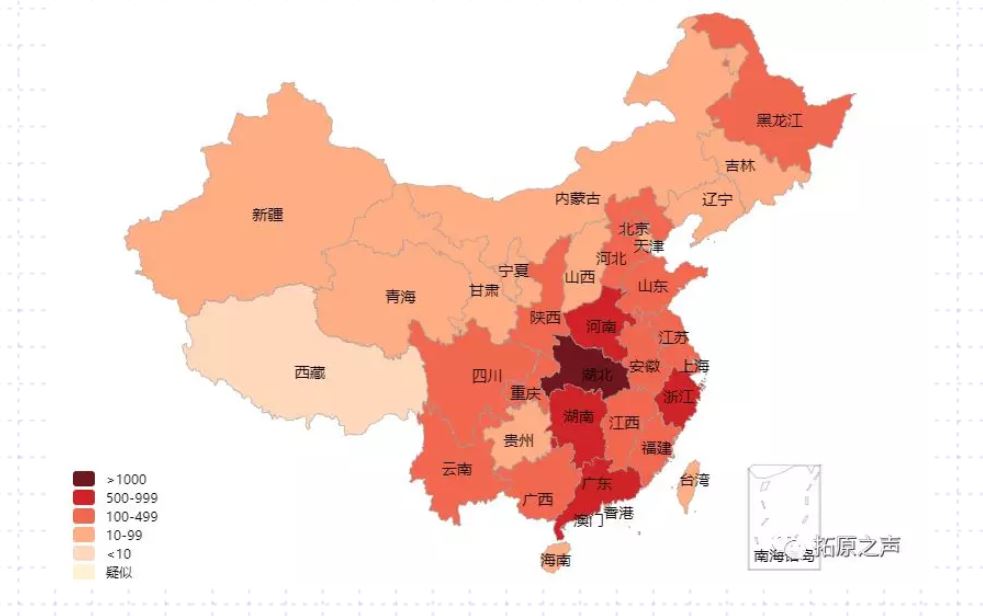 黑龙江
吉林
辽宁
内蒙古
新疆
北京
天津
河北
山西
宁夏
山东
甘肃
青海
陕西
河南
江苏
安徽
上海
西藏
四川
湖北
重庆
浙江
湖南
江西
贵州
福建
云南
广西
广东
台湾
香港
澳门
海南
>1000
500-999
100-499
10-99
<10
疑似
拓原之声
南海诸岛